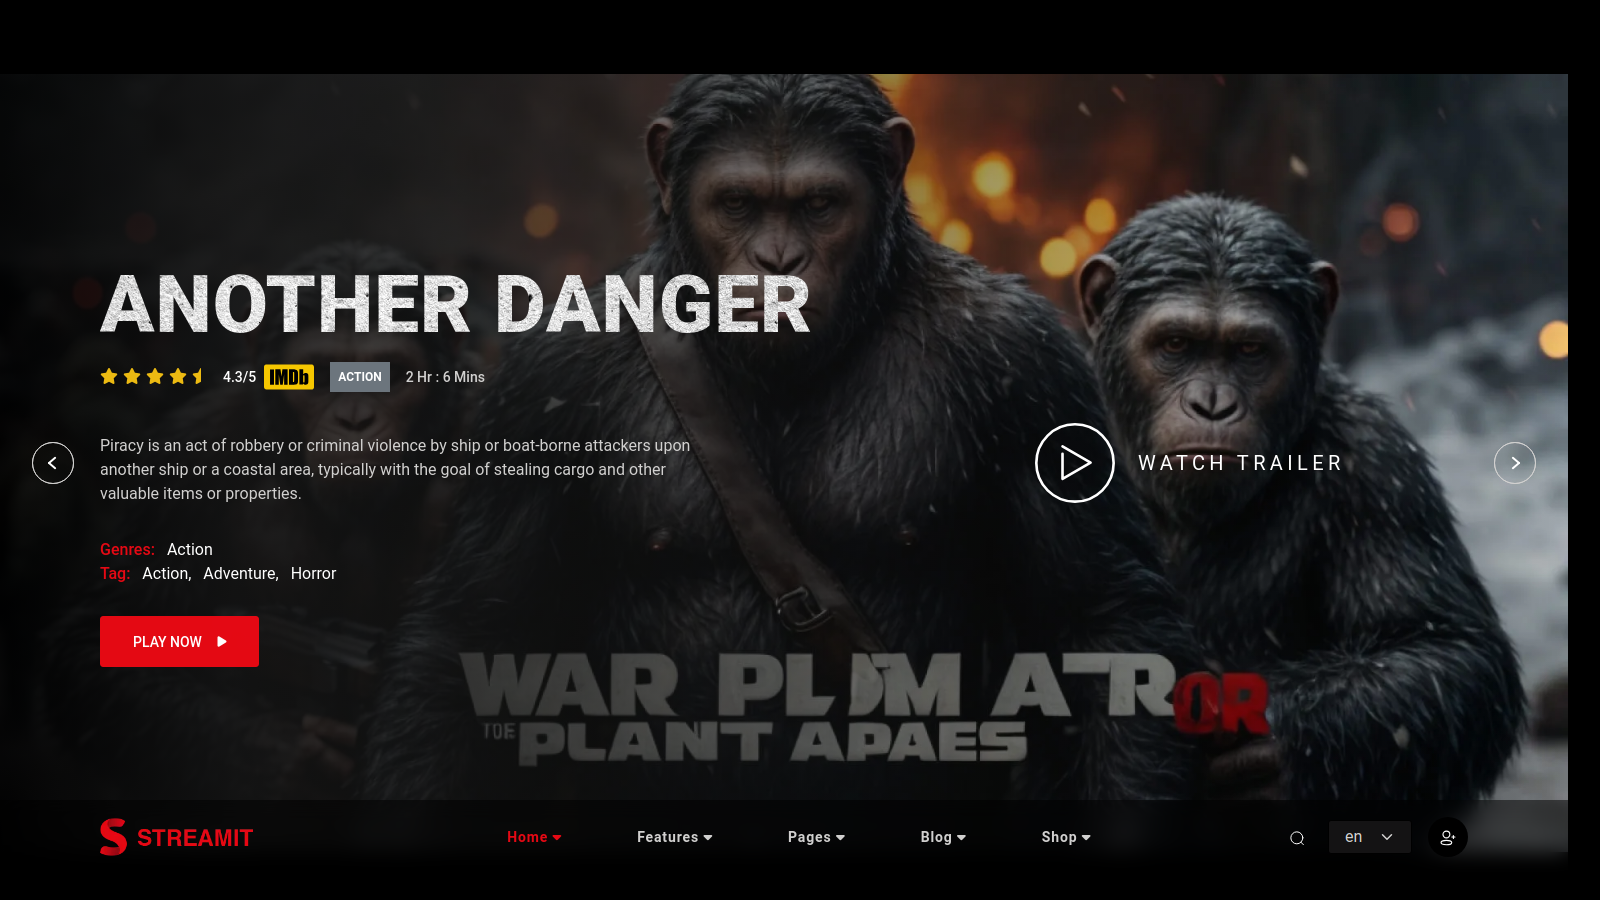 ANOTHER DANGER
4.3/5 IMDb ACTION 2 Hr : 6 Mins
Piracy is an act of robbery or criminal violence by ship or boat-borne attackers upon
another ship or a coastal area, typically with the goal of stealing cargo and other
valuable items or properties.
WATCH TRAILER
Genres: Action
Tag: Action, Adventure, Horror
PLAY NOW
WAR PLJM ATR OR
TOE PLANT APAES
STREAMIT Home Features Pages Blog Shop en